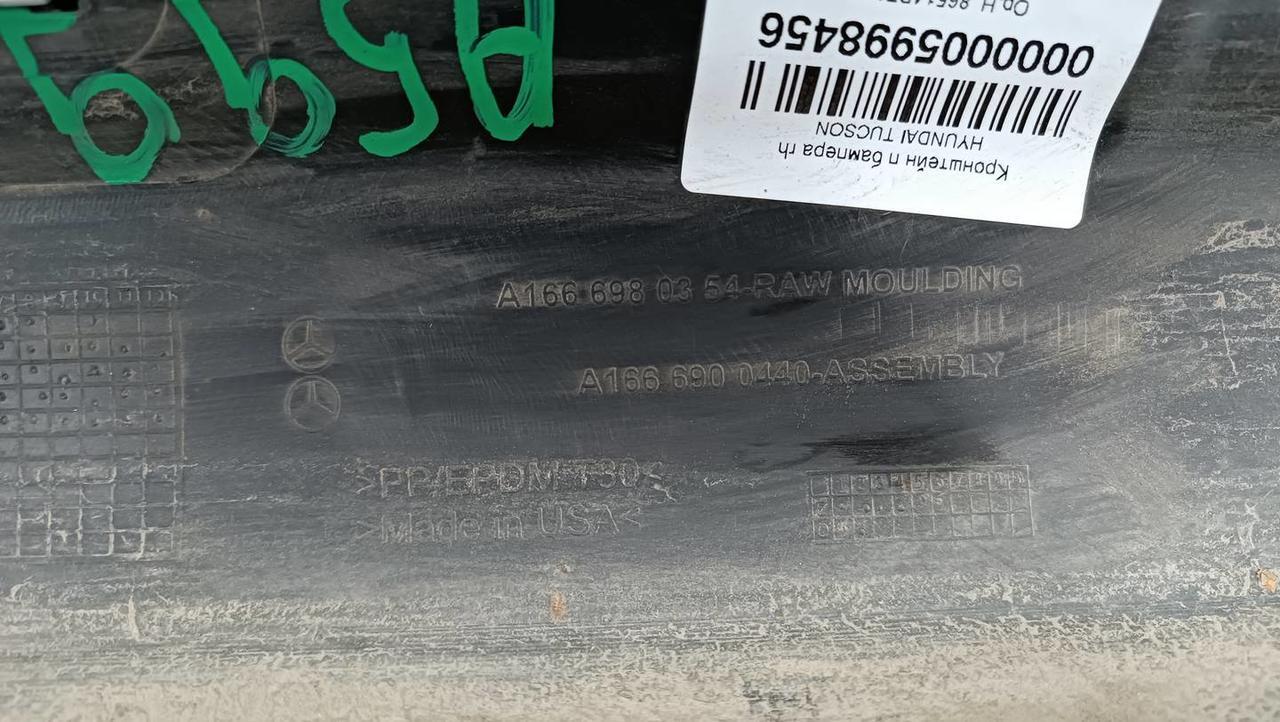 A166 698 03 54-RAW MOULDING
A166 690 0440-ASSEMBLY
>PP/EPDM-T30<
>Made in USA<
Кронштейн п бампера rh
HYUNDAI TUCSON
0000005998456